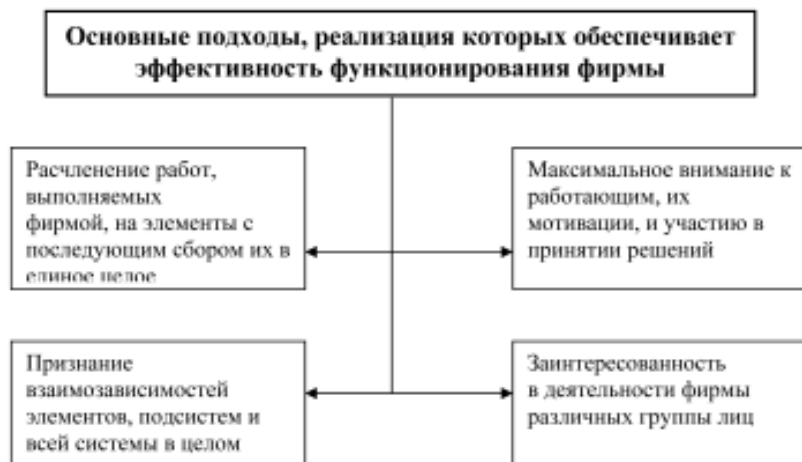 Основные подходы, реализация которых обеспечивает
эффективность функционирования фирмы
Расчленение работ,
выполняемых
фирмой, на элементы с
последующим сбором их в
единое целое
Максимальное внимание к
работающим, их
мотивации, и участию в
принятии решений
Признание
взаимозависимостей
элементов, подсистем и
всей системы в целом
Заинтересованность
в деятельности фирмы
различных группы лиц